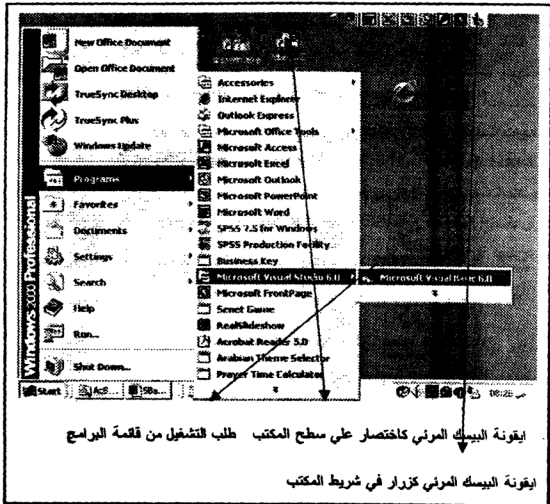 New Office Document
Open Office Document
TrueSync Desktop
TrueSync Plus
Windows Update
Programs
Favorites
Documents
Settings
Search
Help
Run...
Shut Down...
Windows 2000 Professional
Accessories
Internet Explorer
Outlook Express
Microsoft Office Tools
Microsoft Access
Microsoft Excel
Microsoft Outlook
Microsoft PowerPoint
Microsoft Word
SPSS 7.5 for Windows
SPSS Production Facility
Business Key
Microsoft Visual Studio 6.0
Microsoft FrontPage
Senet Game
RealSlideshow
Acrobat Reader 5.0
Arabian Theme Selector
Prayer Time Calculator
Microsoft Visual Basic 6.0
Start
08:26
ايقونة البيسك المرئي كاختصار علي سطح المكتب طلب التشغيل من قائمة البرامج
ايقونة البيسك المرئي كزرار في شريط المكتب